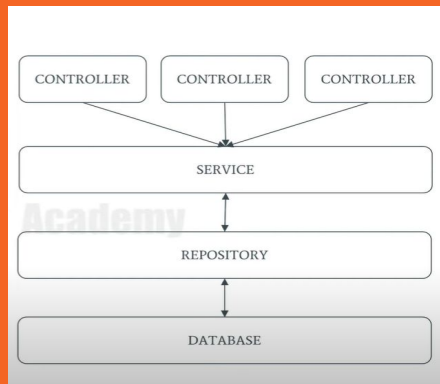 CONTROLLER CONTROLLER CONTROLLER
SERVICE
Academy
REPOSITORY
DATABASE